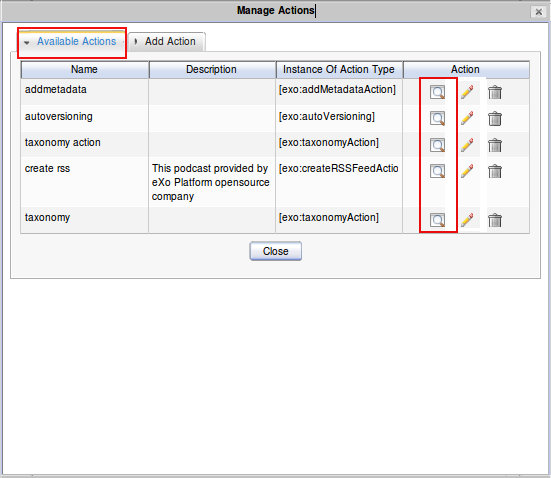 Manage Actions
Available Actions
Add Action
Name Description Instance Of Action Type Action
addmetadata [exo:addMetadataAction]
autoversioning [exo:autoVersioning]
taxonomy action [exo:taxonomyAction]
create rss This podcast provided by [exo:createRSSFeedActio
eXo Platform opensource
company
taxonomy [exo:taxonomyAction]
Close